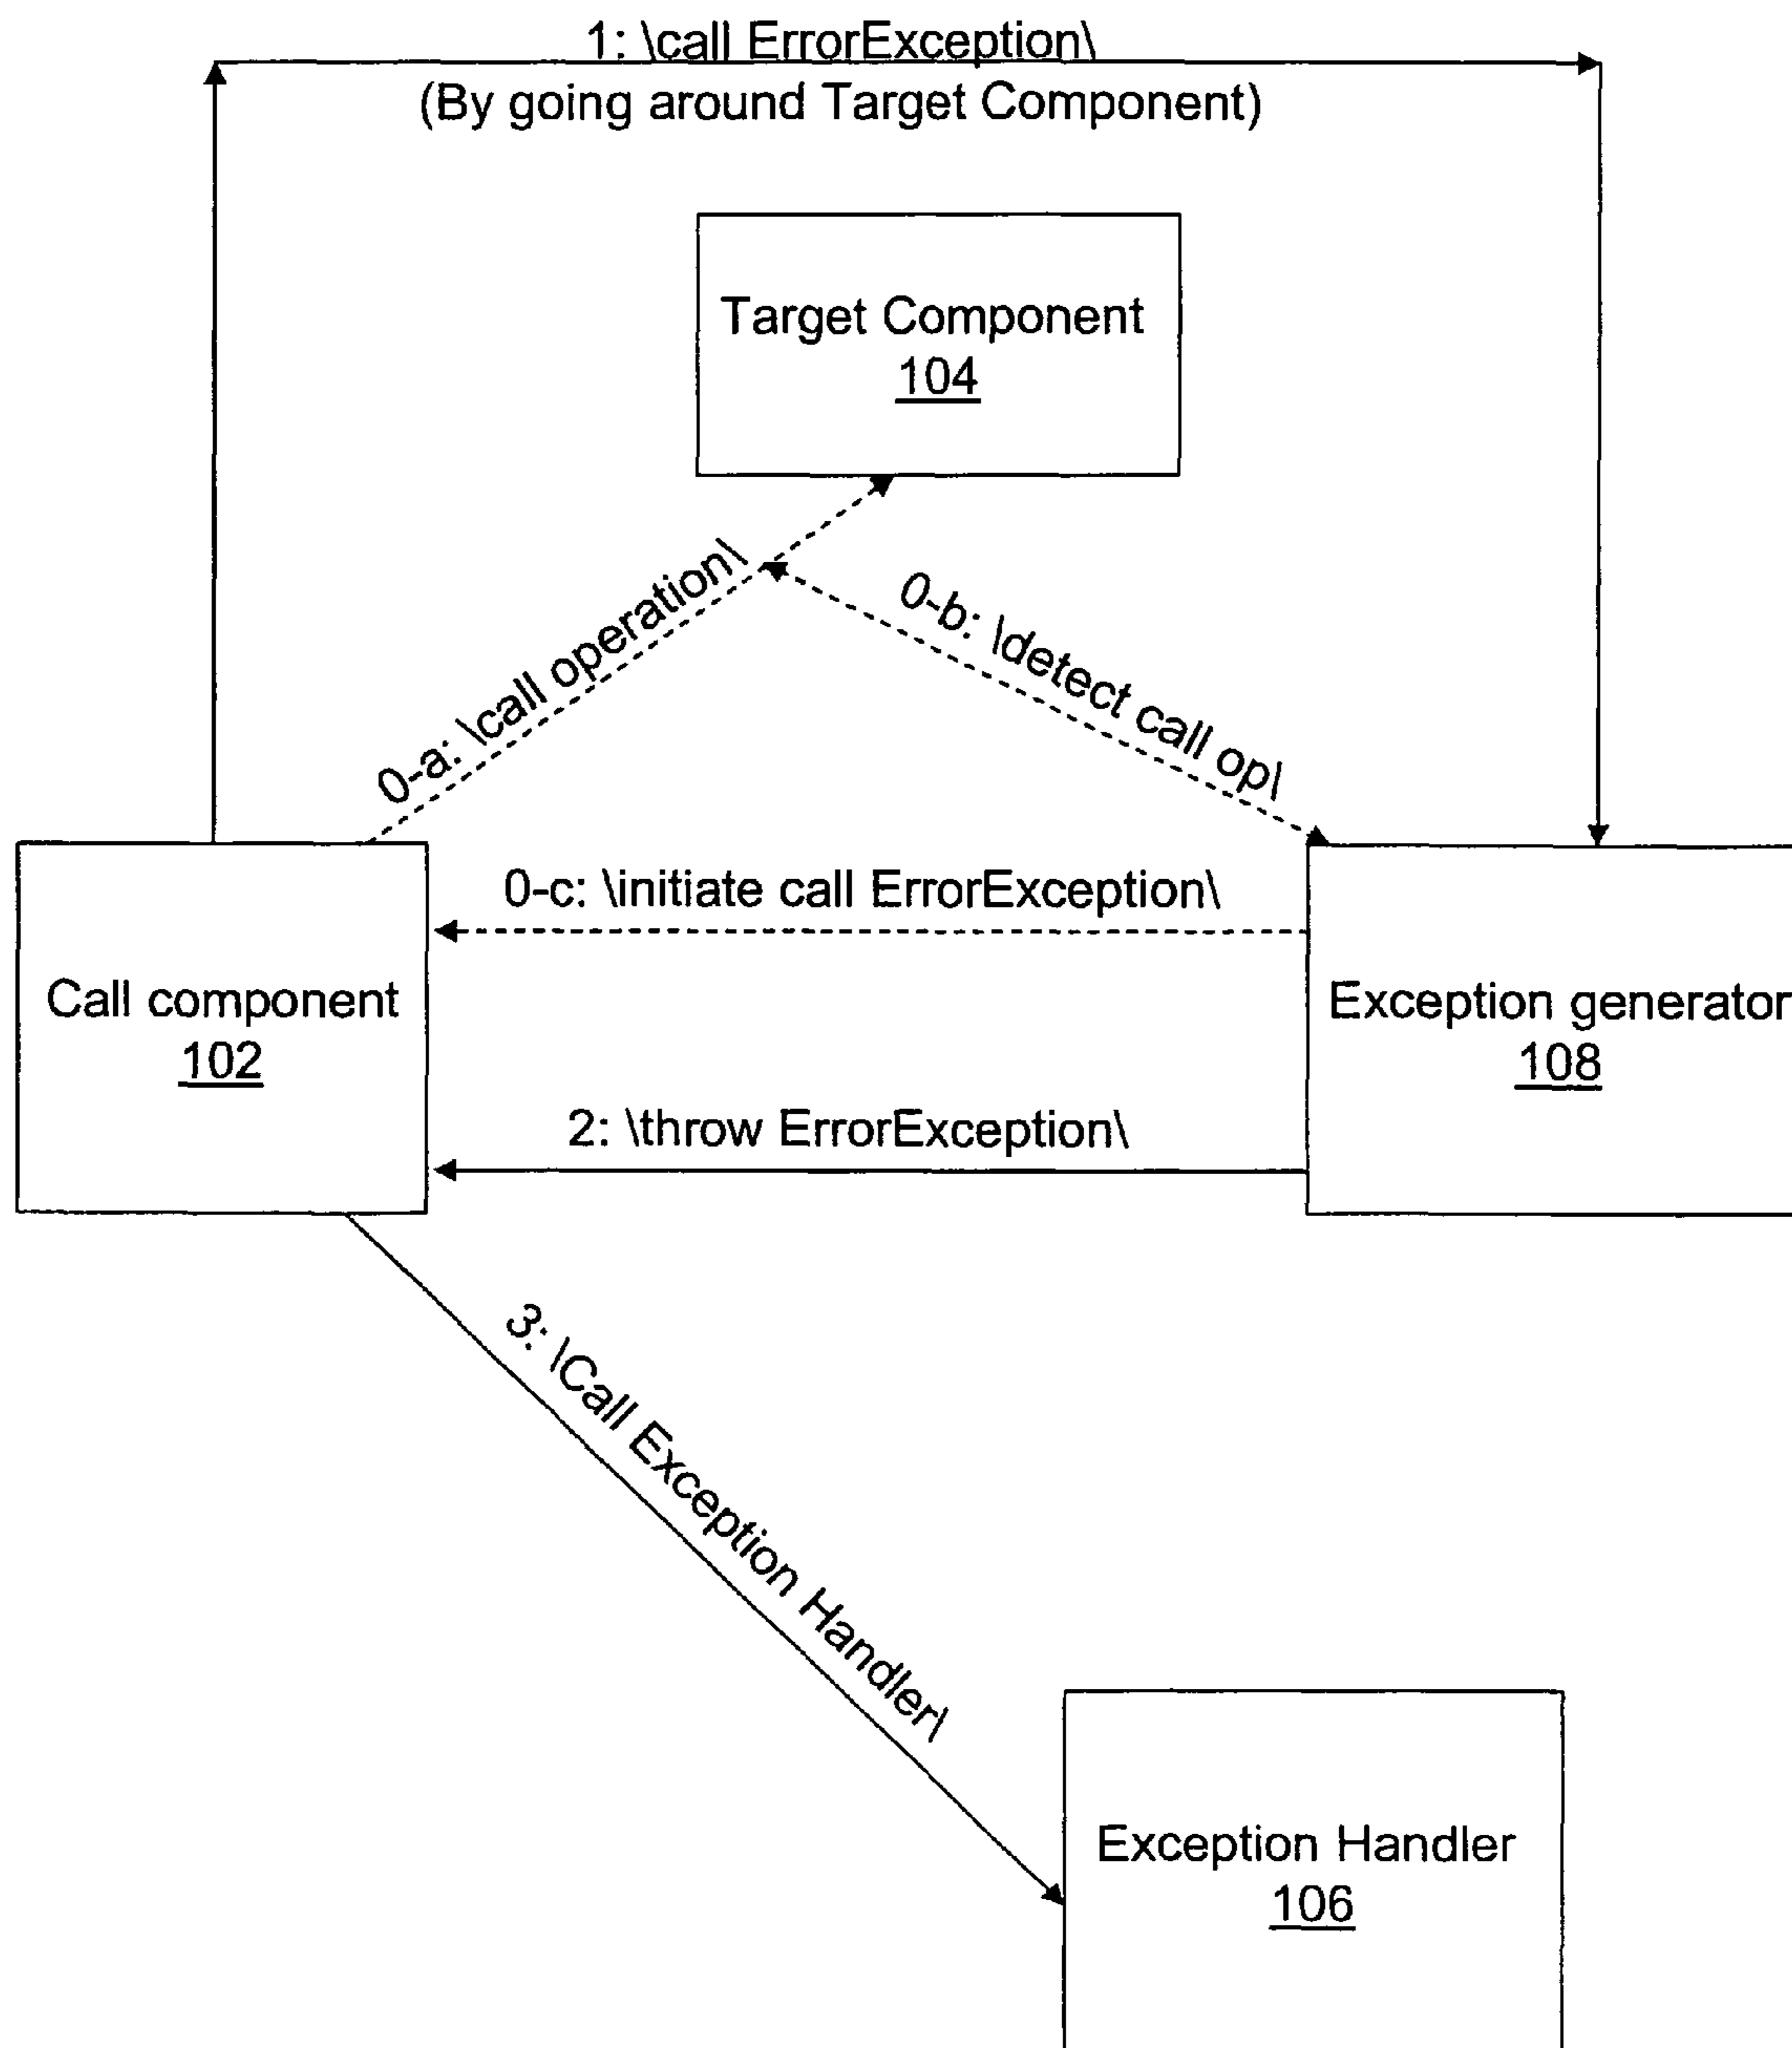 1: \call ErrorException\
(By going around Target Component)
Target Component
104
0-a: \call operation\
0-b: \detect call op\
0-c: \initiate call ErrorException\
Call component
102
Exception generator
108
2: \throw ErrorException\
3: \Call Exception Handler\
Exception Handler
106